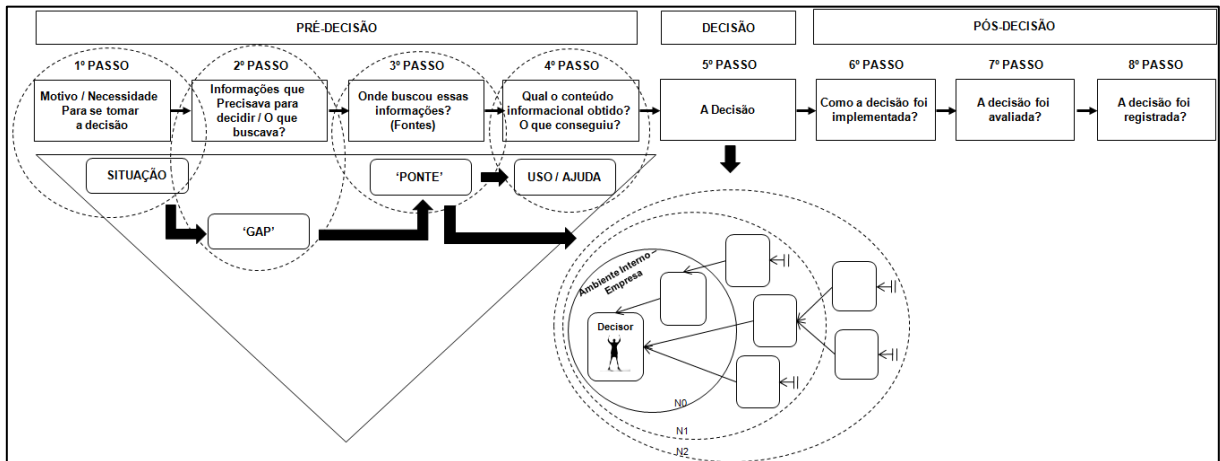 PRÉ-DECISÃO
DECISÃO
PÓS-DECISÃO
1º PASSO
2º PASSO
3º PASSO
4º PASSO
5º PASSO
6º PASSO
7º PASSO
8º PASSO
Motivo / Necessidade
Para se tomar
a decisão
Informações que
Precisava para
decidir / O que
buscava?
Onde buscou essas
informações?
(Fontes)
Qual o conteúdo
informacional obtido?
O que conseguiu?
A Decisão
Como a decisão foi
implementada?
A decisão foi
avaliada?
A decisão foi
registrada?
SITUAÇÃO
'GAP'
'PONTE'
USO / AJUDA
Ambiente Interno –
Empresa
Decisor
N0
N1
N2